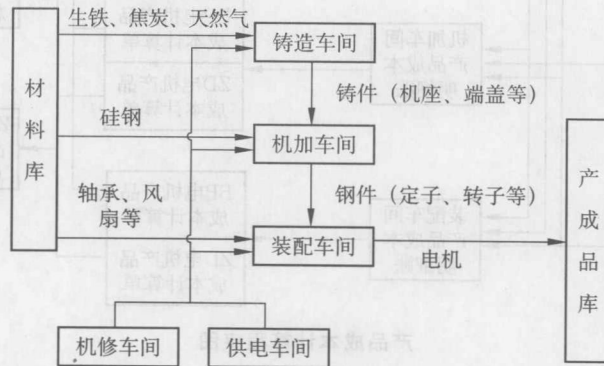 生铁、焦炭、天然气
铸造车间
材料库
铸件（机座、端盖等）
硅钢
机加车间
轴承、风
扇等
钢件（定子、转子等）
装配车间
电机
产成品库
机修车间
供电车间